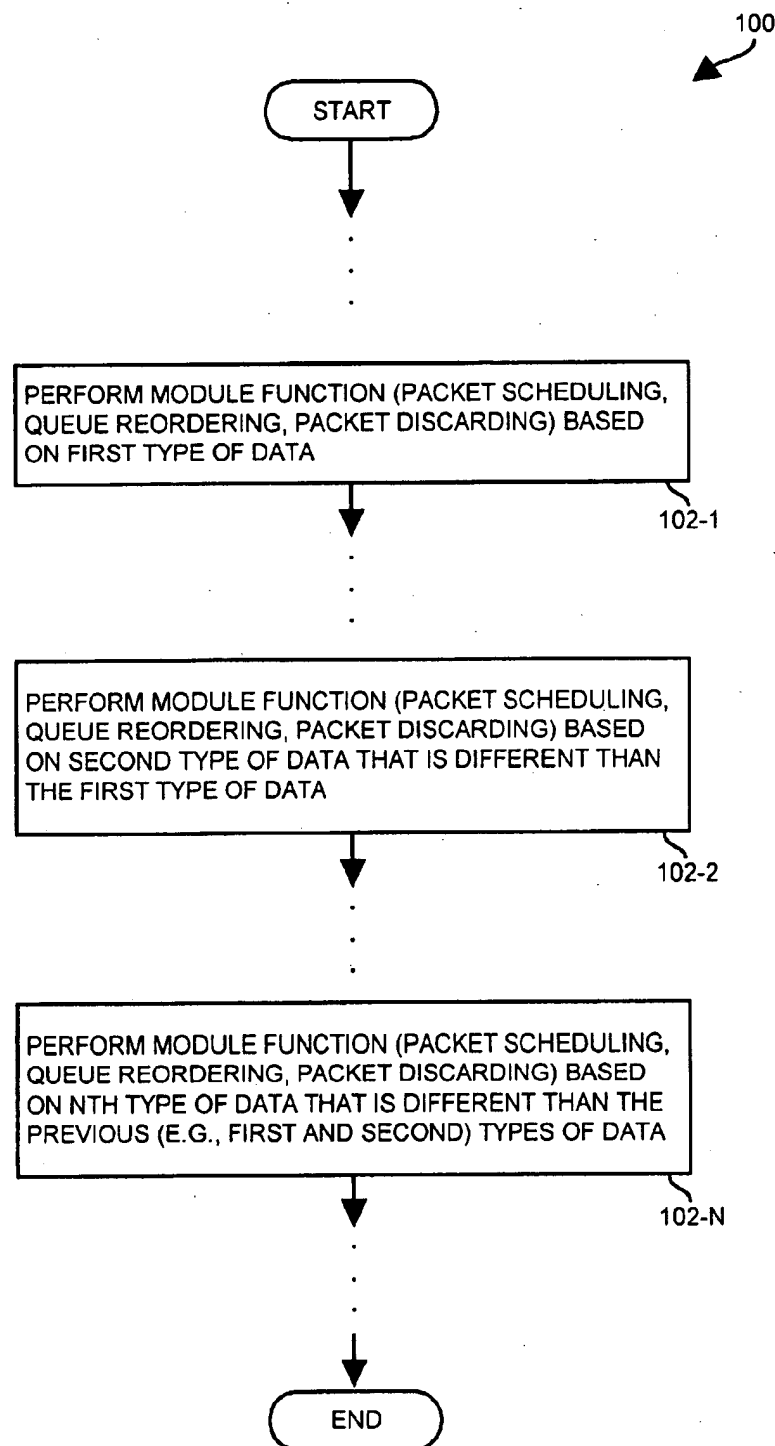 100
START
PERFORM MODULE FUNCTION (PACKET SCHEDULING,
QUEUE REORDERING, PACKET DISCARDING) BASED
ON FIRST TYPE OF DATA
102-1
PERFORM MODULE FUNCTION (PACKET SCHEDULING,
QUEUE REORDERING, PACKET DISCARDING) BASED
ON SECOND TYPE OF DATA THAT IS DIFFERENT THAN
THE FIRST TYPE OF DATA
102-2
PERFORM MODULE FUNCTION (PACKET SCHEDULING,
QUEUE REORDERING, PACKET DISCARDING) BASED
ON NTH TYPE OF DATA THAT IS DIFFERENT THAN THE
PREVIOUS (E.G., FIRST AND SECOND) TYPES OF DATA
102-N
END